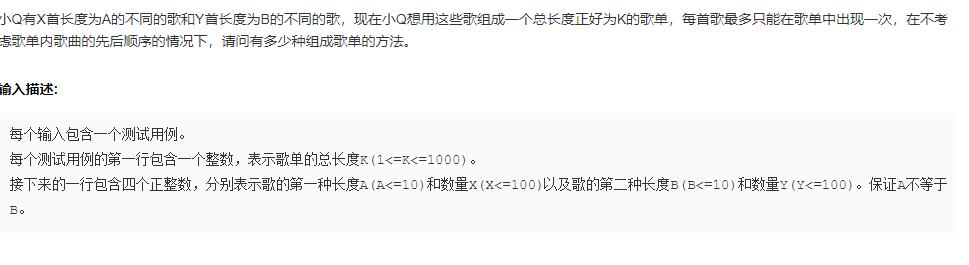 小Q有X首长度为A的不同的歌和Y首长度为B的不同的歌，现在小Q想用这些歌组成一个总长度正好为K的歌单，每首歌最多只能在歌单中出现一次，在不考
虑歌单内歌曲的先后顺序的情况下，请问有多少种组成歌单的方法。
输入描述：
每个输入包含一个测试用例。
每个测试用例的第一行包含一个整数，表示歌单的总长度K(1<=K<=1000)。
接下来的一行包含四个正整数，分别表示歌的第一种长度A(A<=10)和数量X(X<=100)以及歌的第二种长度B(B<=10)和数量Y(Y<=100)。保证A不等于
B。